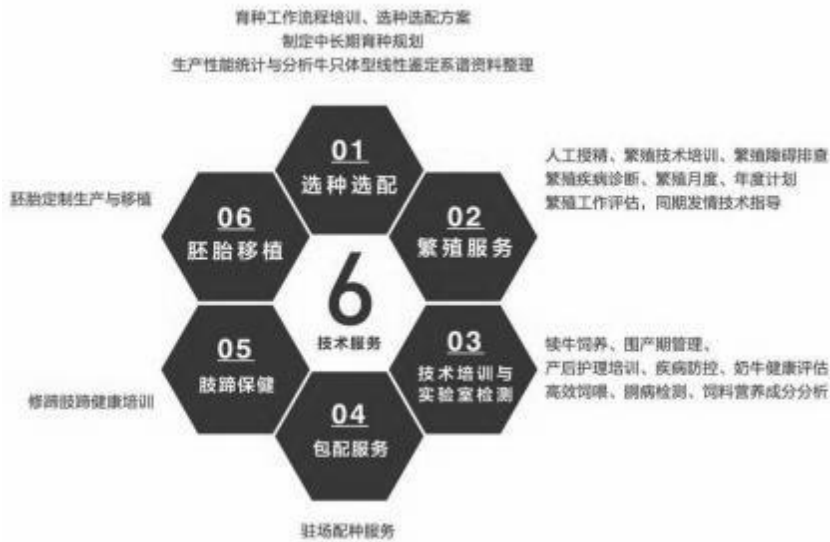 育种工作流程培训、选种选配方案
制定中长期育种规划
生产性能统计与分析牛只体型线性鉴定系谱资料整理
01
选种选配
人工授精、繁殖技术培训、繁殖障碍排查
繁殖疾病诊断、繁殖月度、年度计划
繁殖工作评估，同期发情技术指导
02
繁殖服务
胚胎定制生产与移植
06
胚胎移植
6
技术服务
03
技术培训与
实验室检测
犊牛饲养、围产期管理、
产后护理培训、疾病防控、奶牛健康评估
高效饲喂、胴病检测、饲料营养成分分析
05
肢蹄保健
修蹄肢蹄健康培训
04
包配服务
驻场配种服务